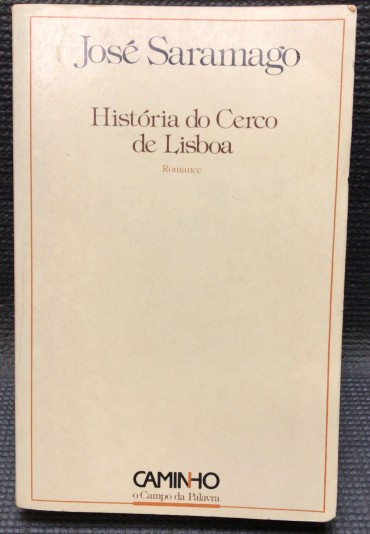 José Saramago
História do Cerco
de Lisboa
Romance
CAMINHO
o Campo da Palavra